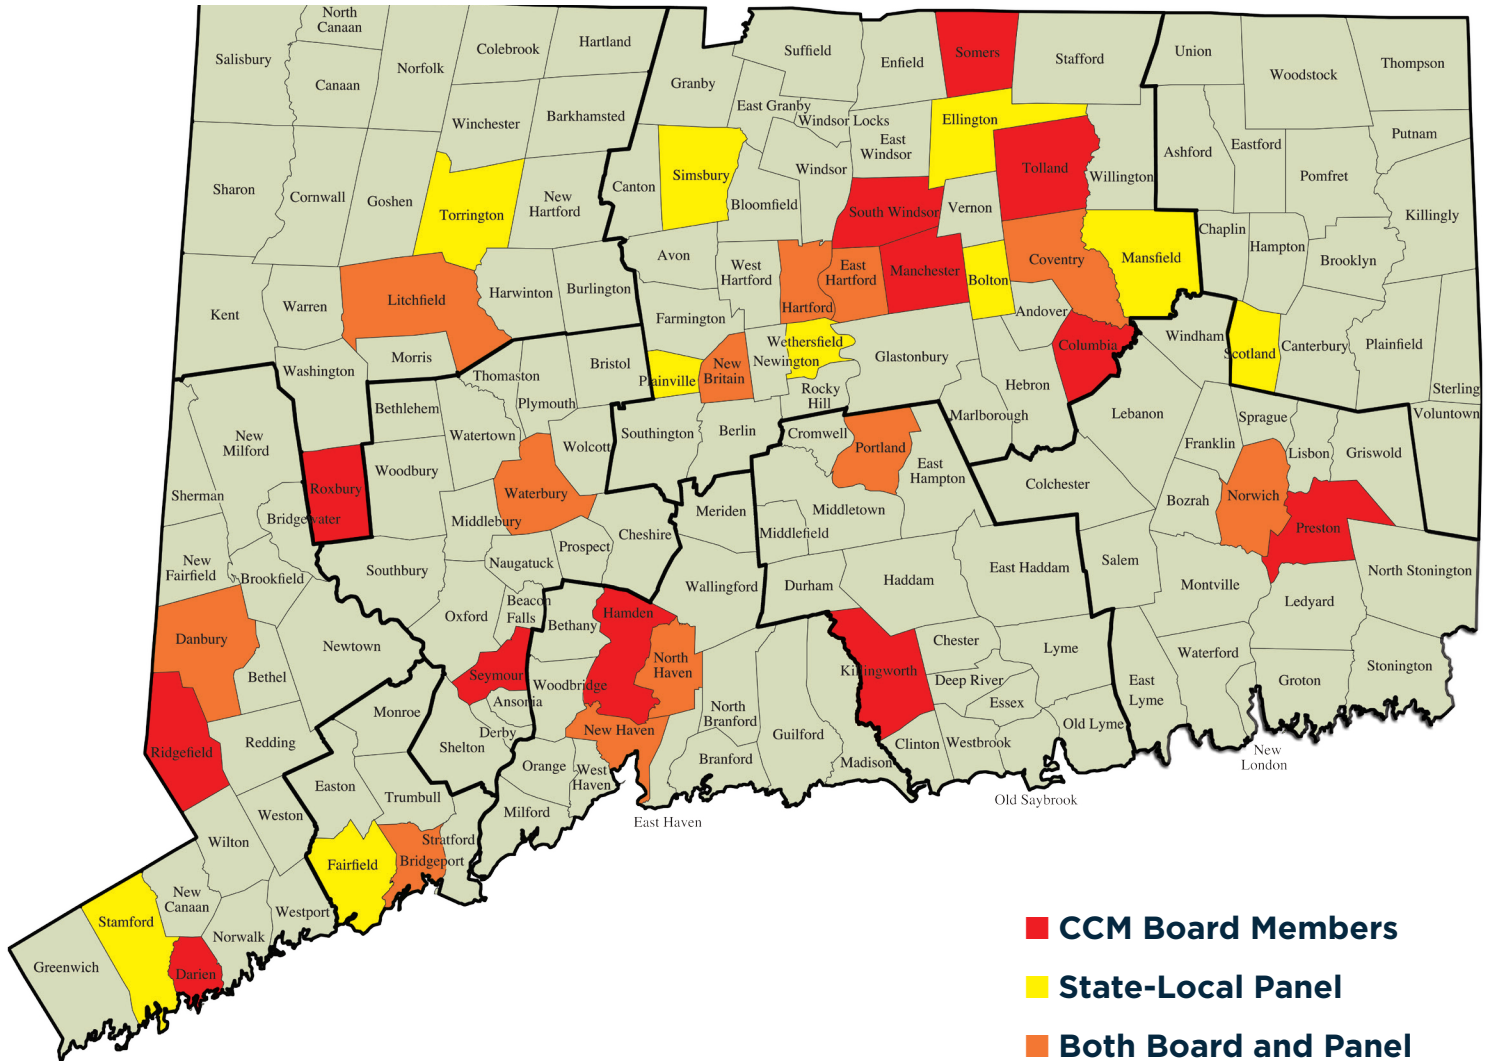 North
Canaan
Salisbury
Canaan
Norfolk
Colebrook
Hartland
Winchester
Barkhamsted
Sharon
Cornwall
Goshen
Torrington
New
Hartford
Kent
Warren
Litchfield
Harwinton
Burlington
Washington
Morris
Granby
Suffield
East Granby
Windsor Locks
Enfield
Somers
Stafford
Ellington
East
Windsor
Windsor
Simsbury
Canton
Bloomfield
South Windsor
Vernon
Tolland
Willington
Avon
West
Hartford
Hartford
East
Hartford
Manchester
Bolton
Coventry
Mansfield
Andover
Columbia
Farmington
Wethersfield
Newington
Glastonbury
Hebron
Bristol
Plainville
New
Britain
Rocky
Hill
Marlborough
Southington
Berlin
Union
Woodstock
Thompson
Ashford
Eastford
Putnam
Pomfret
Killingly
Chaplin
Hampton
Brooklyn
Windham
Scotland
Canterbury
Plainfield
Sterling
Voluntown
Lebanon
Sprague
Franklin
Lisbon
Griswold
Colchester
Bozrah
Norwich
Preston
Salem
Montville
North Stonington
Ledyard
East
Lyme
Waterford
Groton
Stonington
New
London
Thomaston
Plymouth
Bethlehem
Watertown
Wolcott
Woodbury
Waterbury
Middlebury
Cheshire
Prospect
Naugatuck
Southbury
Oxford
Beacon
Falls
Bethany
Hamden
North
Haven
Seymour
Woodbridge
Ansonia
Derby
New Haven
Orange
West
Haven
Milford
East Haven
Meriden
Wallingford
North
Branford
Branford
Guilford
Madison
Cromwell
Portland
East
Hampton
Middletown
Middlefield
Durham
Haddam
East Haddam
Killingworth
Chester
Deep River
Essex
Lyme
Old Lyme
Clinton
Westbrook
Old Saybrook
New
Milford
Roxbury
Sherman
Bridgewater
New
Fairfield
Brookfield
Danbury
Bethel
Newtown
Ridgefield
Redding
Monroe
Shelton
Easton
Trumbull
Weston
Wilton
Stratford
Bridgeport
Fairfield
New
Canaan
Westport
Norwalk
Stamford
Darien
Greenwich
CCM Board Members
State-Local Panel
Both Board and Panel